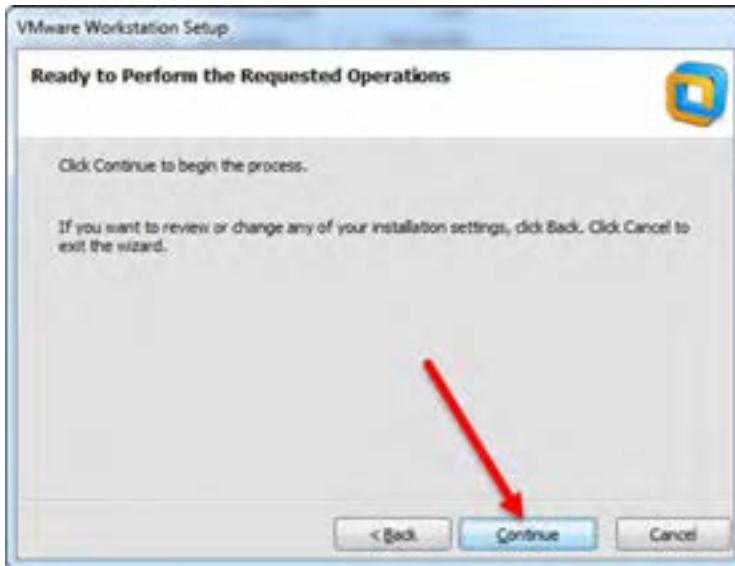 VMware Workstation Setup
Ready to Perform the Requested Operations
Click Continue to begin the process.
If you want to review or change any of your installation settings, click Back. Click Cancel to
exit the wizard.
< Back
Continue
Cancel